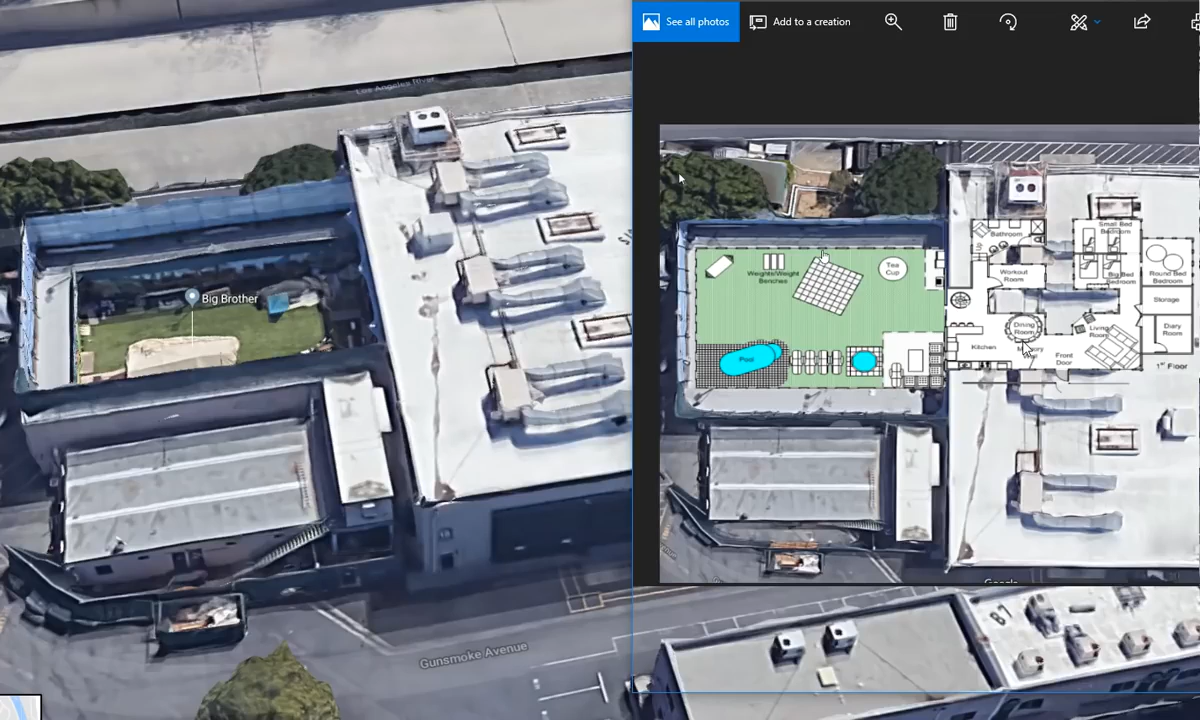 See all photos
Add to a creation
Los Angeles River
Big Brother
Gunsmoke Avenue
Weights/Weight
Benches
Tea
Cup
Pool
Bathroom
Workout
Room
Small Bed
Bedroom
Big Bed
Bedroom
Round Bed
Bedroom
Storage
Diary
Room
Dining
Room
Living
Room
Kitchen
Front
Door
1st Floor
Google
81